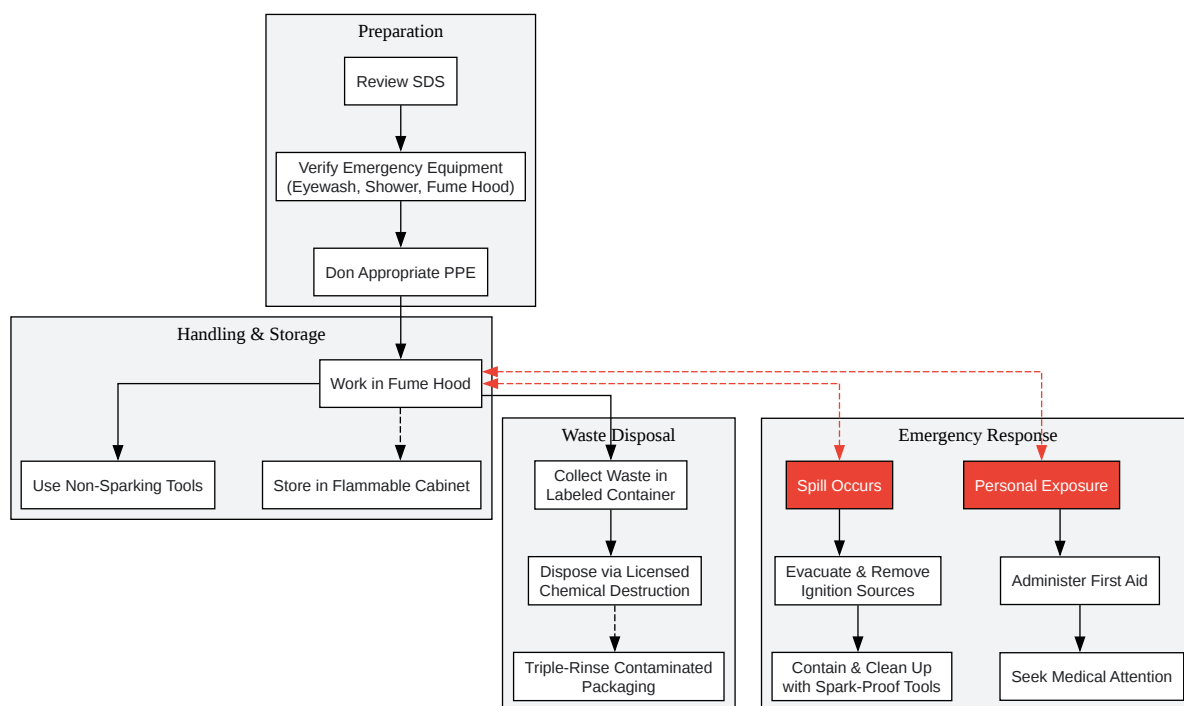 Preparation
Review SDS
Verify Emergency Equipment
(Eyewash, Shower, Fume Hood)
Don Appropriate PPE
Handling & Storage
Work in Fume Hood
Use Non-Sparking Tools
Store in Flammable Cabinet
Waste Disposal
Collect Waste in
Labeled Container
Dispose via Licensed
Chemical Destruction
Triple-Rinse Contaminated
Packaging
Emergency Response
Spill Occurs
Personal Exposure
Evacuate & Remove
Ignition Sources
Administer First Aid
Contain & Clean Up
with Spark-Proof Tools
Seek Medical Attention